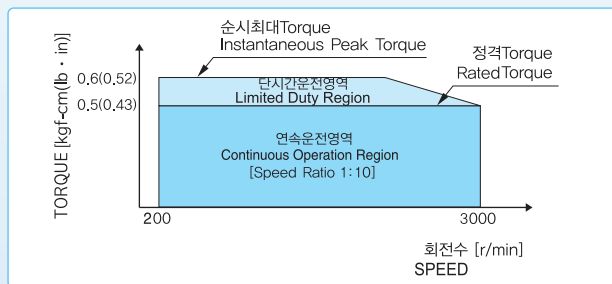 순시최대Torque
Instantaneous Peak Torque
정격Torque
Rated Torque
TORQUE [kgf-cm(lb · in)]
0.6(0.52)
0.5(0.43)
단시간운전영역
Limited Duty Region
연속운전영역
Continuous Operation Region
[Speed Ratio 1:10]
200
3000
회전수 [r/min]
SPEED